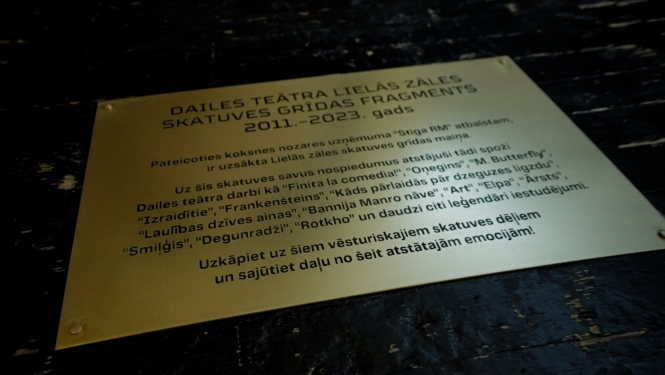 DAILES TEĀTRA LIELĀS ZĀLES
SKATUVES GRĪDAS FRAGMENTS
2011.–2023. gads
Pateicoties koksnes nozares uzņēmuma "Stiga RM" atbalstam,
ir uzsākta Lielās zāles skatuves grīdas maiņa.
Uz šīs skatuves savus nospiedumus atstājuši tādi spoži
Dailes teātra darbi kā "Finita la comedia!", "Oņegins", "M. Butterfly",
"Izraidītie", "Frankenšteins", "Kāds pārlaidās pār dzeguzes ligzdu",
"Laulības dzīves ainas", "Bannija Manro nāve", "Art", "Eipa", "Ārsts",
"Smiļģis", "Degunradži", "Rotkho" un daudzi citi leģendāri iestudējumi.
Uzkāpiet uz šiem vēsturiskajiem skatuves dēļiem
un sajūtiet daļu no šeit atstātajām emocijām!